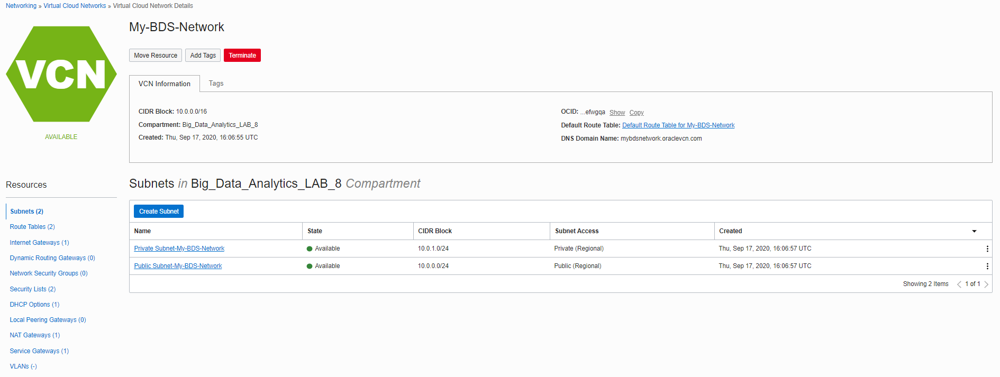 Networking » Virtual Cloud Networks » Virtual Cloud Network Details
VCN
AVAILABLE
My-BDS-Network
Move Resource Add Tags Terminate
VCN Information Tags
CIDR Block: 10.0.0.0/16
Compartment: Big_Data_Analytics_LAB_8
Created: Thu, Sep 17, 2020, 16:06:55 UTC
OCID: ...efwgqa Show Copy
Default Route Table: Default Route Table for My-BDS-Network
DNS Domain Name: mybdsnetwork.oraclevcn.com
Resources
Subnets (2)
Route Tables (2)
Internet Gateways (1)
Dynamic Routing Gateways (0)
Network Security Groups (0)
Security Lists (2)
DHCP Options (1)
Local Peering Gateways (0)
NAT Gateways (1)
Service Gateways (1)
VLANs (-)
Subnets in Big_Data_Analytics_LAB_8 Compartment
Create Subnet
Name State CIDR Block Subnet Access Created
Private Subnet-My-BDS-Network Available 10.0.1.0/24 Private (Regional) Thu, Sep 17, 2020, 16:06:57 UTC
Public Subnet-My-BDS-Network Available 10.0.0.0/24 Public (Regional) Thu, Sep 17, 2020, 16:06:57 UTC
Showing 2 Items 1 of 1